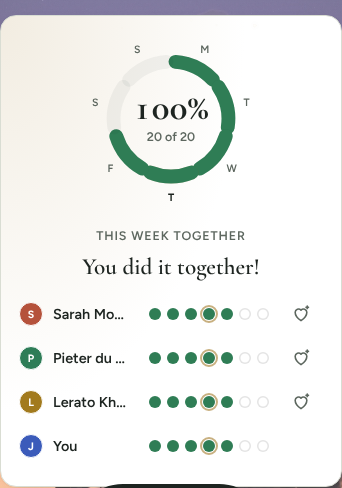 S
M
S
T
100%
20 of 20
F
W
T
THIS WEEK TOGETHER
You did it together!
S Sarah Mo...
P Pieter du ...
L Lerato Kh...
J You